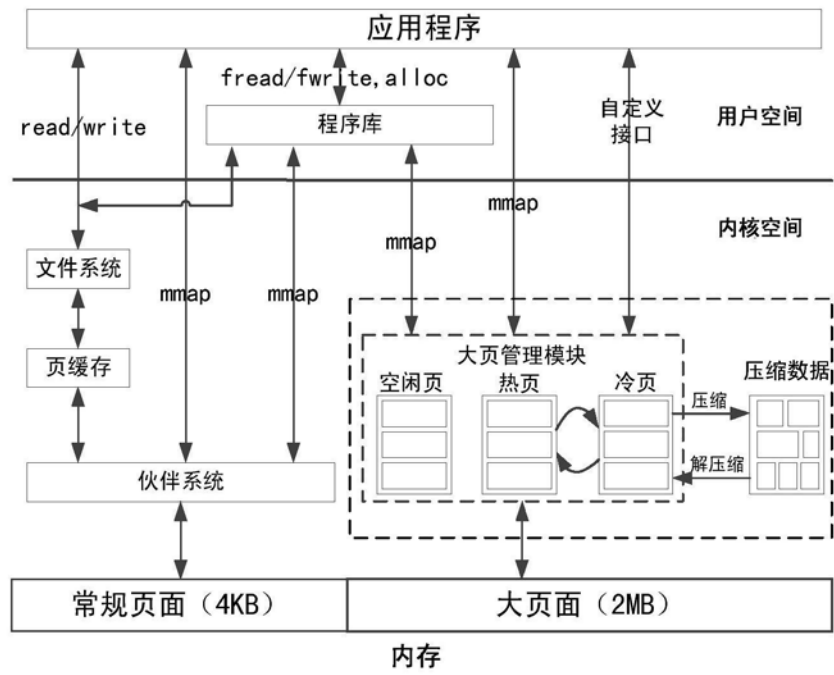 应用程序
fread/fwrite,alloc
read/write
程序库
自定义
接口
用户空间
mmap
内核空间
mmap
文件系统
mmap
mmap
大页管理模块
页缓存
空闲页
热页
冷页
压缩
压缩数据
解压缩
伙伴系统
常规页面（4KB）
大页面（2MB）
内存